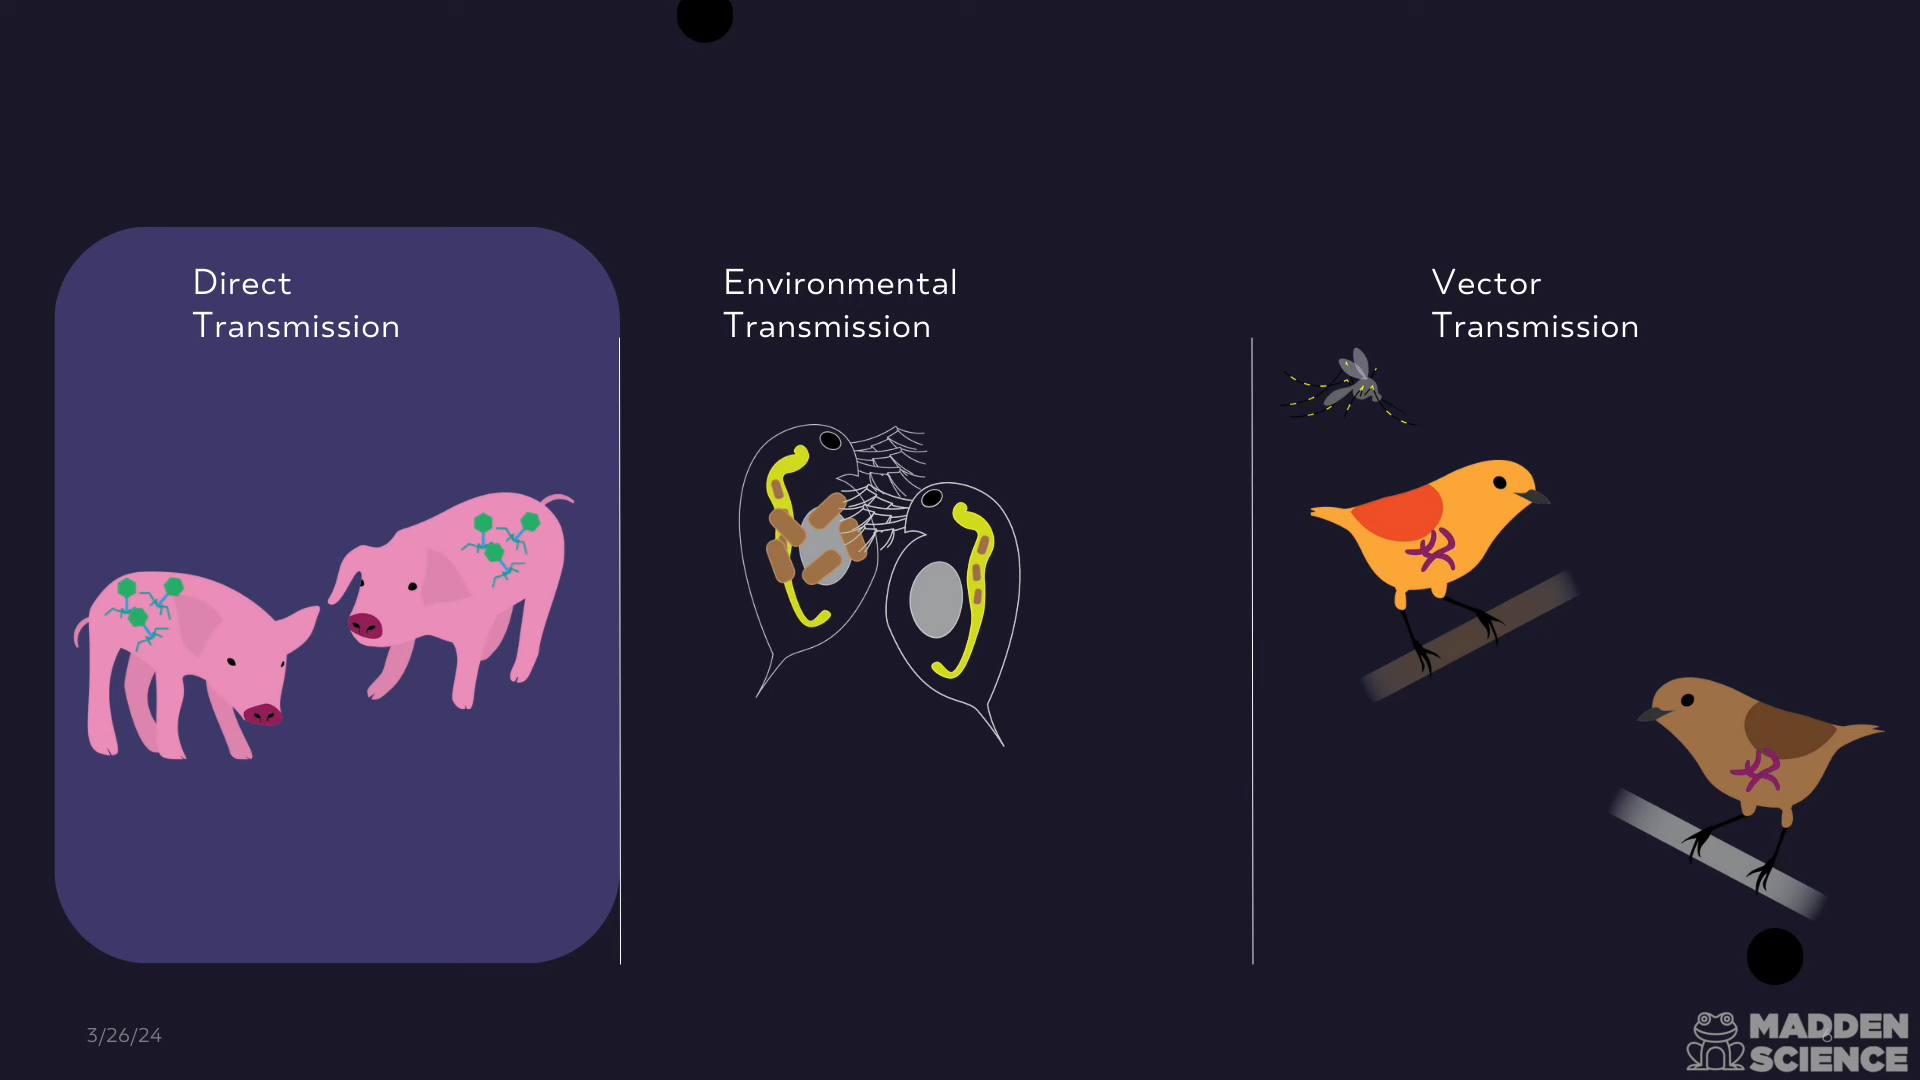 Direct
Transmission
Environmental
Transmission
Vector
Transmission
3/26/24
MADDEN
SCIENCE